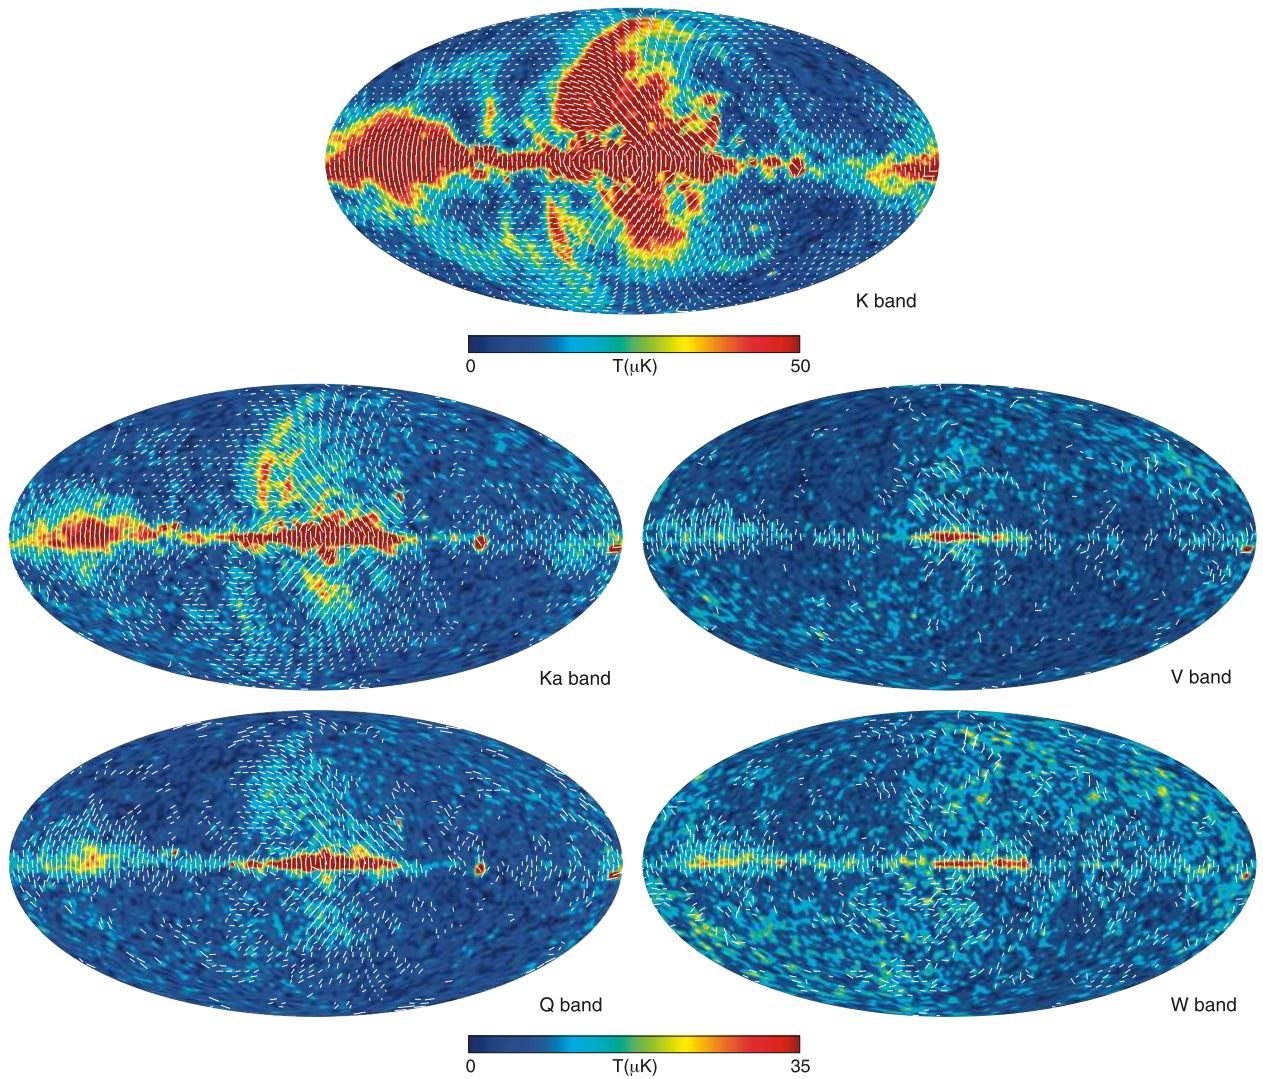 K band
0 T(μK) 50
Ka band
V band
Q band
W band
0 T(μK) 35